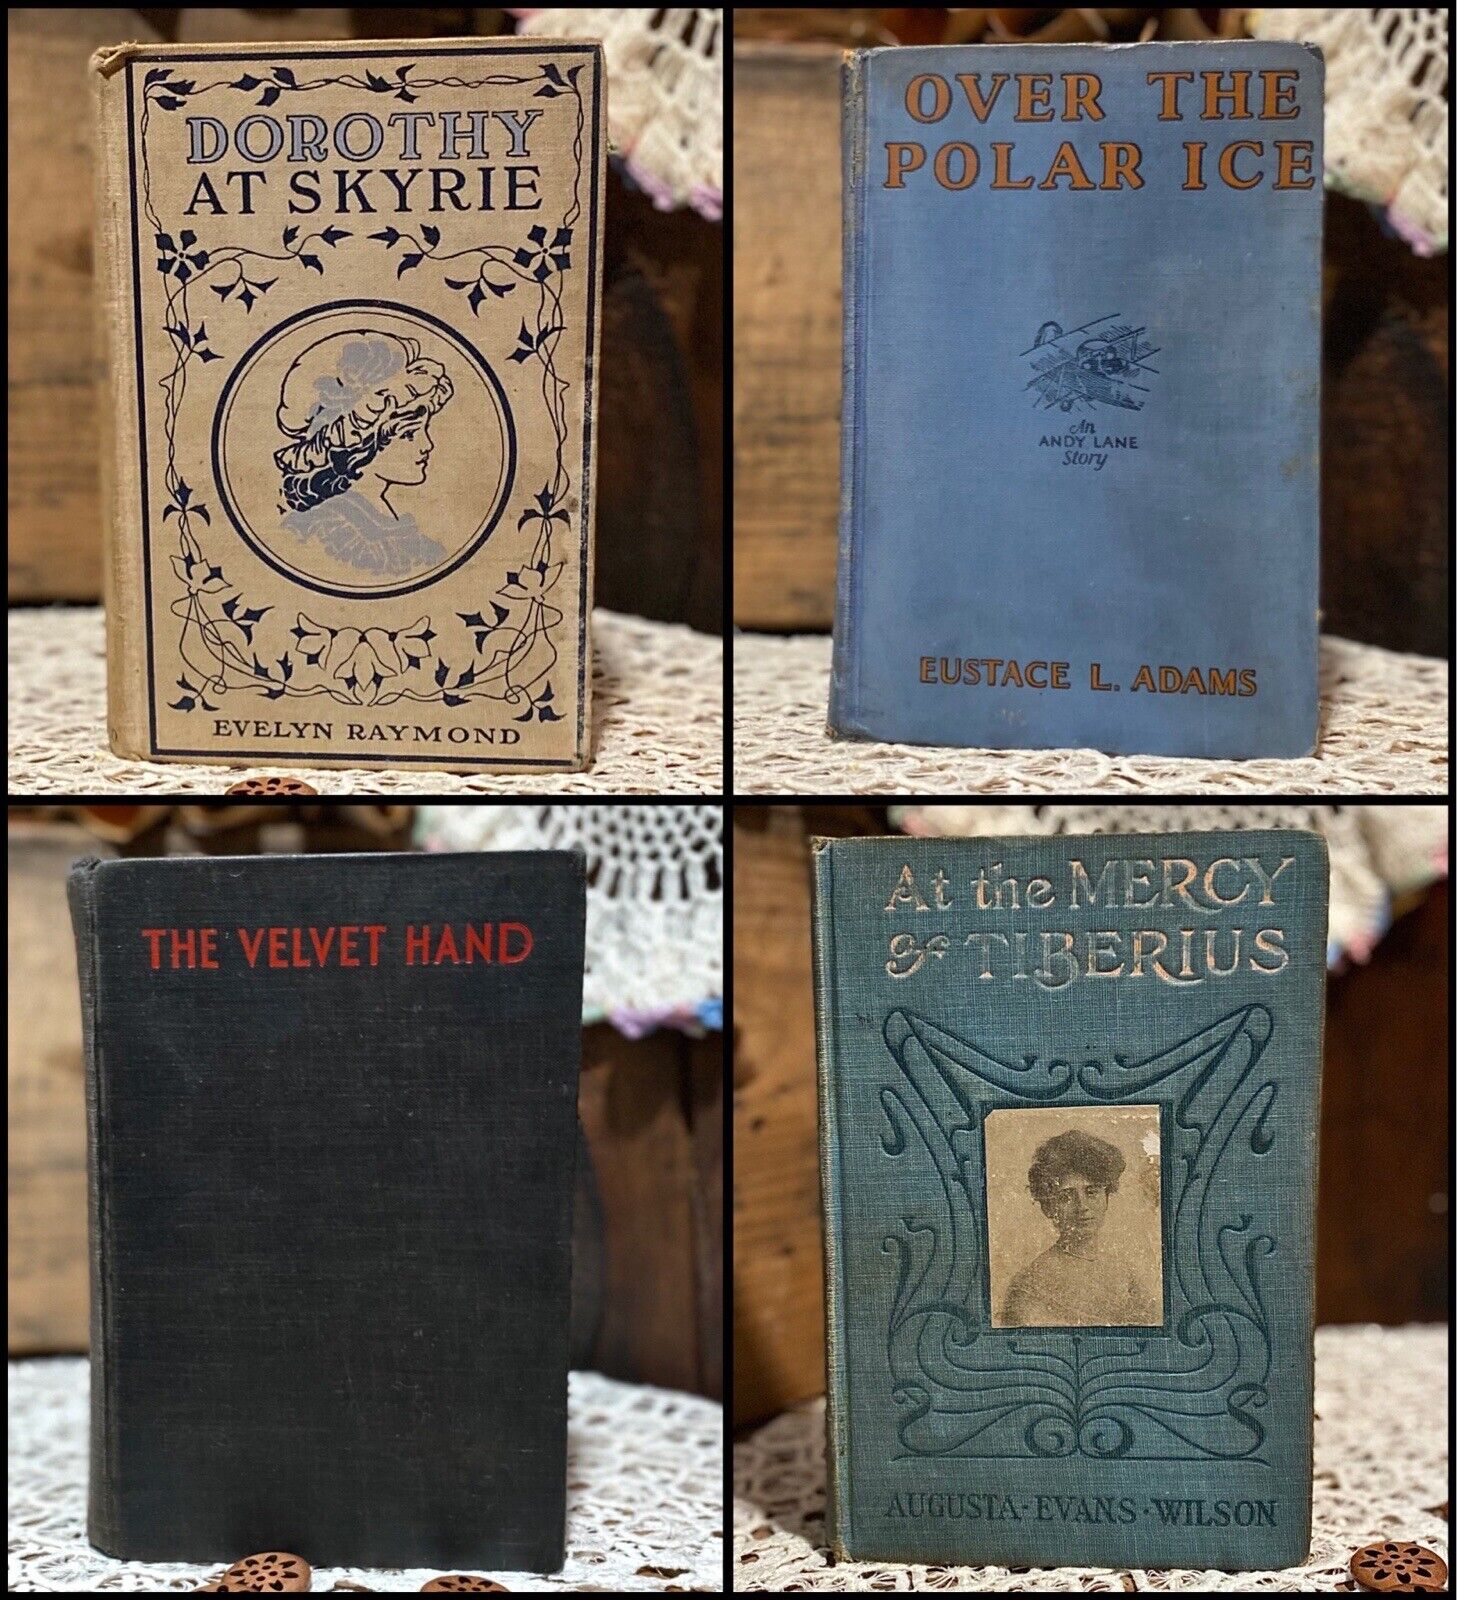 DOROTHY
AT SKYRIE
EVELYN RAYMOND
OVER THE
POLAR ICE
An
ANDY LANE
Story
EUSTACE L. ADAMS
THE VELVET HAND
At the MERCY
of TIBERIUS
AUGUSTA·EVANS·WILSON